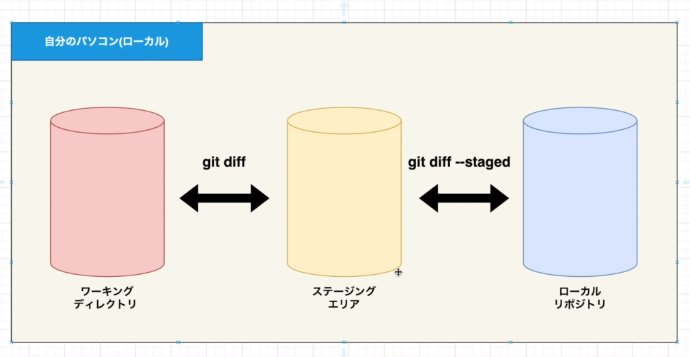 自分のパソコン(ローカル)
git diff
git diff --staged
ワーキング
ディレクトリ
ステージング
エリア
ローカル
リポジトリ